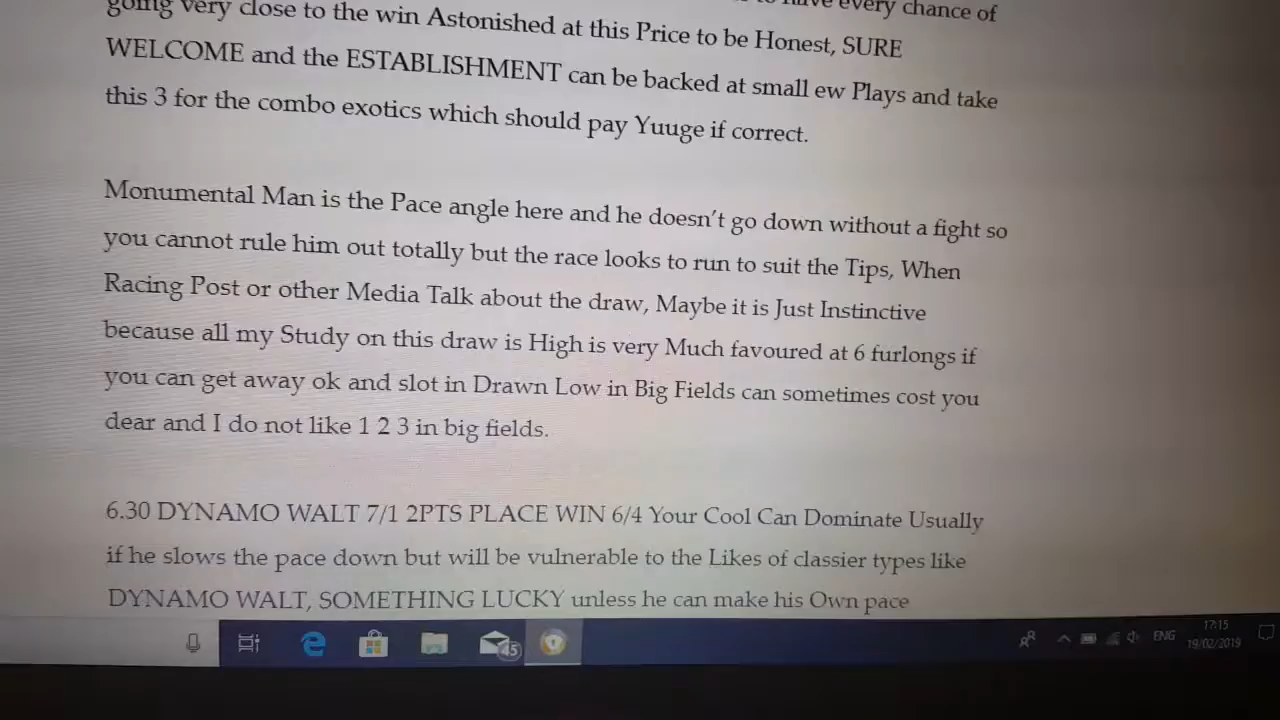 every chance of
going very close to the win Astonished at this Price to be Honest, SURE
WELCOME and the ESTABLISHMENT can be backed at small ew Plays and take
this 3 for the combo exotics which should pay Yuuge if correct.
Monumental Man is the Pace angle here and he doesn't go down without a fight so
you cannot rule him out totally but the race looks to run to suit the Tips, When
Racing Post or other Media Talk about the draw, Maybe it is Just Instinctive
because all my Study on this draw is High is very Much favoured at 6 furlongs if
you can get away ok and slot in Drawn Low in Big Fields can sometimes cost you
dear and I do not like 1 2 3 in big fields.
6.30 DYNAMO WALT 7/1 2PTS PLACE WIN 6/4 Your Cool Can Dominate Usually
if he slows the pace down but will be vulnerable to the Likes of classier types like
DYNAMO WALT, SOMETHING LUCKY unless he can make his Own pace
45
ENG
17:15
19/02/2019